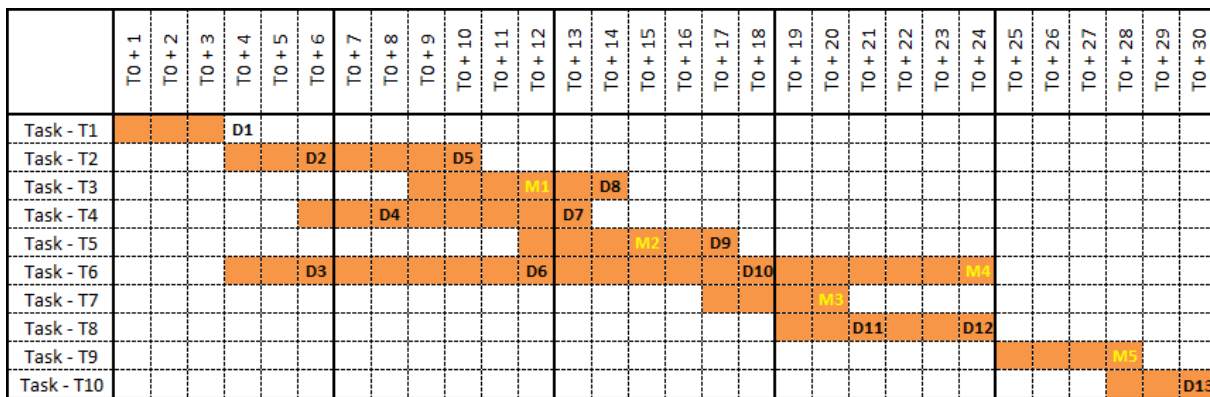 T0 + 1 T0 + 2 T0 + 3 T0 + 4 T0 + 5 T0 + 6 T0 + 7 T0 + 8 T0 + 9 T0 + 10 T0 + 11 T0 + 12 T0 + 13 T0 + 14 T0 + 15 T0 + 16 T0 + 17 T0 + 18 T0 + 19 T0 + 20 T0 + 21 T0 + 22 T0 + 23 T0 + 24 T0 + 25 T0 + 26 T0 + 27 T0 + 28 T0 + 29 T0 + 30
Task - T1 D1
Task - T2 D2 D5
Task - T3 M1 D8
Task - T4 D4 D7
Task - T5 M2 D9
Task - T6 D3 D6 D10 M4
Task - T7 M3
Task - T8 D11 D12
Task - T9 M5
Task - T10 D13